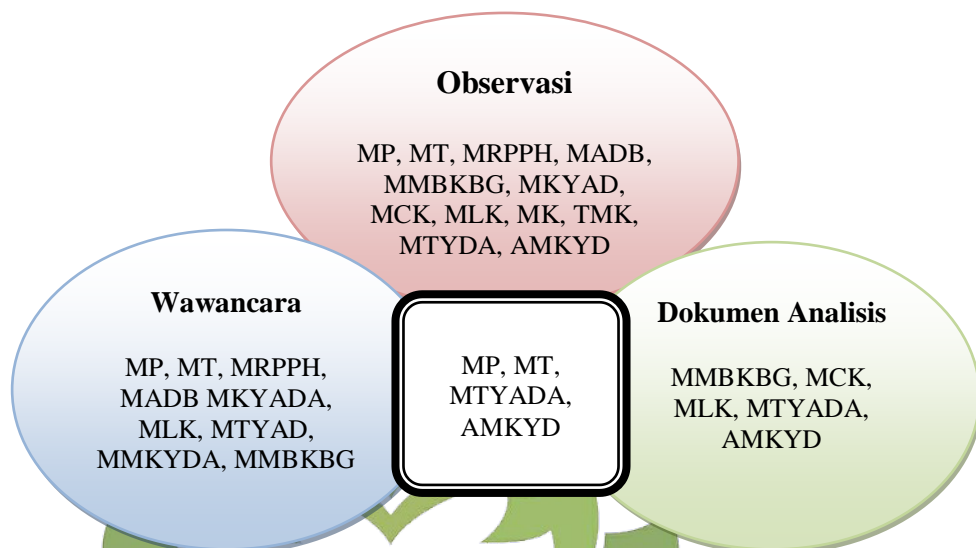 Observasi
MP, MT, MRPPH, MADB,
MMBKBG, MKYAD,
MCK, MLK, MK, TMK,
MTYDA, AMKYD
Wawancara
MP, MT, MRPPH,
MADB MKYADA,
MLK, MTYAD,
MMKYDA, MMBKBG
MP, MT,
MTYADA,
AMKYD
Dokumen Analisis
MMBKBG, MCK,
MLK, MTYADA,
AMKYD